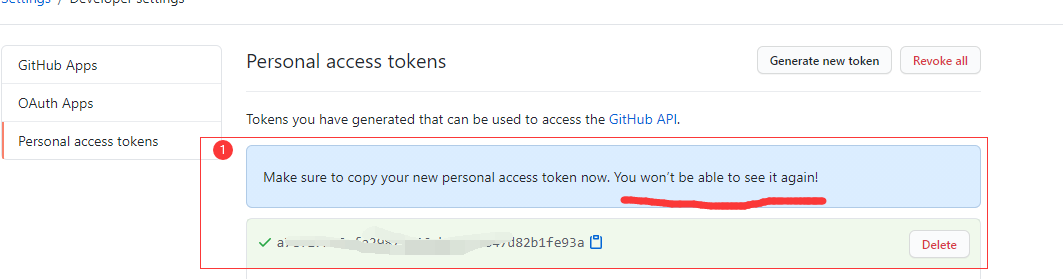 Settings / Developer settings
GitHub Apps
OAuth Apps
Personal access tokens
Personal access tokens
Generate new token
Revoke all
Tokens you have generated that can be used to access the GitHub API.
1
Make sure to copy your new personal access token now. You won't be able to see it again!
Delete